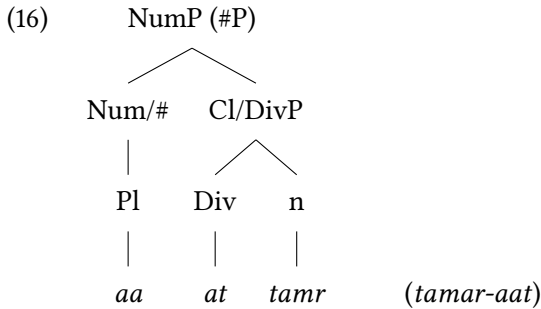 (16) NumP (#P)
Num/# Cl/DivP
Pl Div n
aa at tamr (tamar-aat)